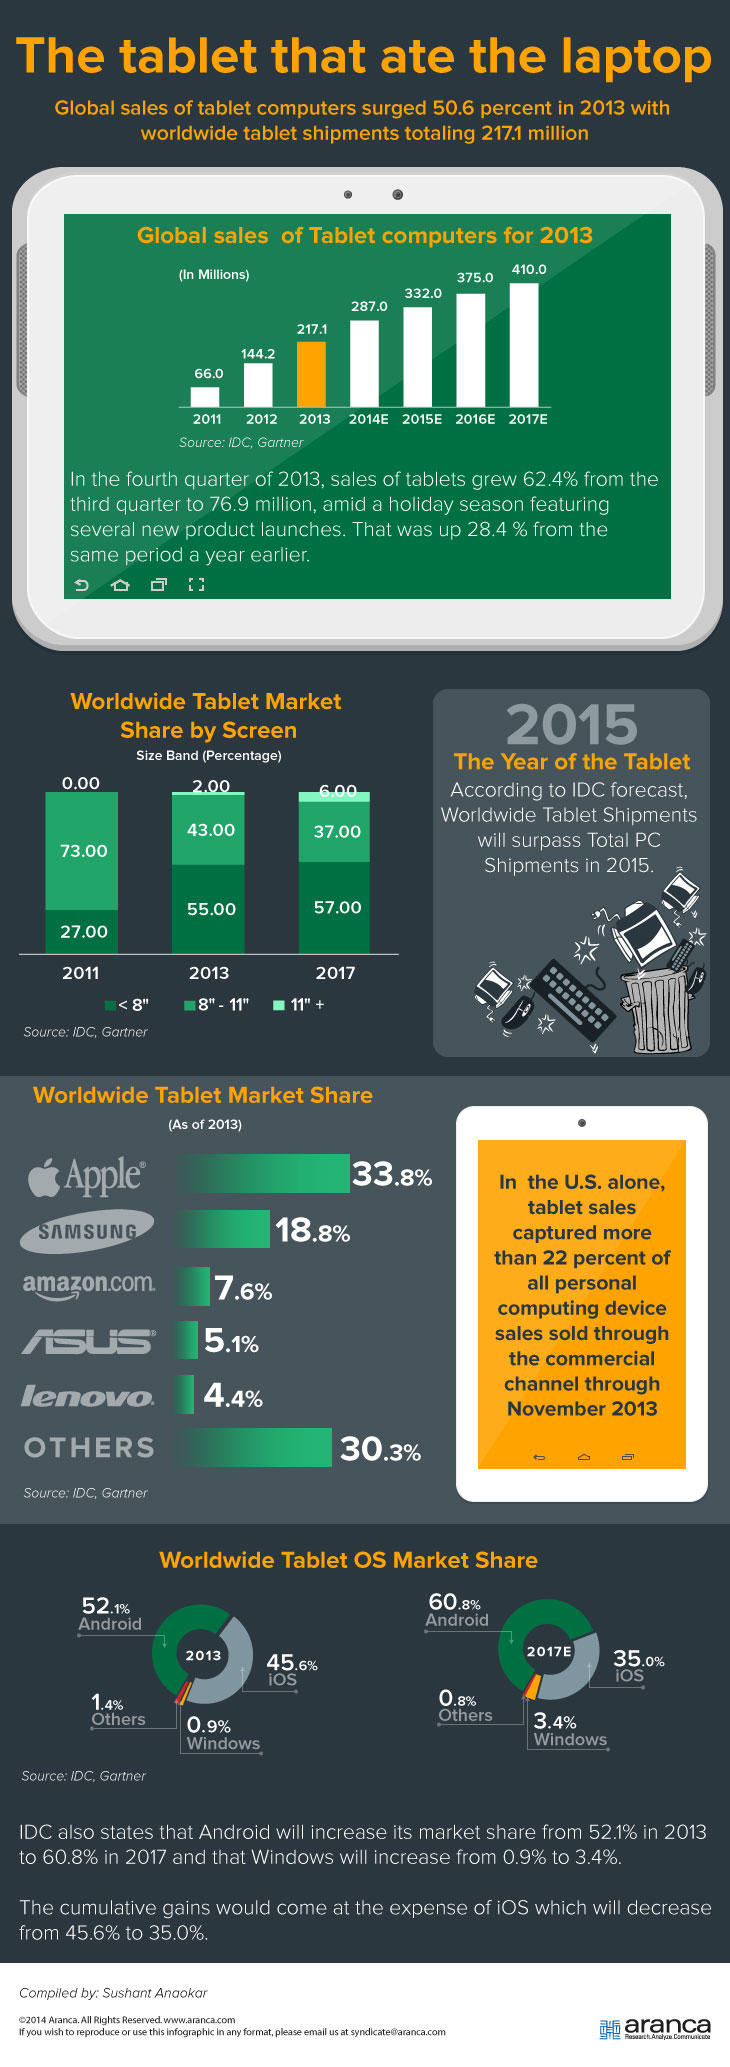 The tablet that ate the laptop
Global sales of tablet computers surged 50.6 percent in 2013 with
worldwide tablet shipments totaling 217.1 million
Global sales of Tablet computers for 2013
(In Millions)
66.0
144.2
217.1
287.0
332.0
375.0
410.0
2011
2012
2013
2014E
2015E
2016E
2017E
Source: IDC, Gartner
In the fourth quarter of 2013, sales of tablets grew 62.4% from the
third quarter to 76.9 million, amid a holiday season featuring
several new product launches. That was up 28.4 % from the
same period a year earlier.
Worldwide Tablet Market
Share by Screen
Size Band (Percentage)
0.00
2.00
6.00
73.00
43.00
37.00
27.00
55.00
57.00
2011
2013
2017
< 8"
8" - 11"
11" +
Source: IDC, Gartner
2015
The Year of the Tablet
According to IDC forecast,
Worldwide Tablet Shipments
will surpass Total PC
Shipments in 2015.
Worldwide Tablet Market Share
(As of 2013)
Apple® 33.8%
SAMSUNG 18.8%
amazon.com. 7.6%
ASUS® 5.1%
lenovo. 4.4%
OTHERS 30.3%
Source: IDC, Gartner
In the U.S. alone,
tablet sales
captured more
than 22 percent of
all personal
computing device
sales sold through
the commercial
channel through
November 2013
Worldwide Tablet OS Market Share
52.1%
Android
2013
45.6%
iOS
1.4%
Others
0.9%
Windows
60.8%
Android
2017E
35.0%
iOS
0.8%
Others
3.4%
Windows
Source: IDC, Gartner
IDC also states that Android will increase its market share from 52.1% in 2013
to 60.8% in 2017 and that Windows will increase from 0.9% to 3.4%.
The cumulative gains would come at the expense of iOS which will decrease
from 45.6% to 35.0%.
Compiled by: Sushant Anaokar
©2014 Aranca. All Rights Reserved. www.aranca.com
If you wish to reproduce or use this infographic in any format, please email us at syndicate@aranca.com
aranca
Research.Analyze.Communicate